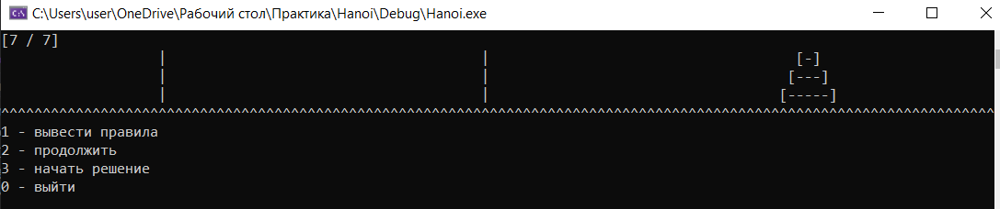 C:\Users\user\OneDrive\Рабочий стол\Практика\Hanoi\Debug\Hanoi.exe
[7 / 7]
| | [-]
| | [---]
| | [-----]
^^^^^^^^^^^^^^^^^^^^^^^^^^^^^^^^^^^^^^^^^^^^^^^^^^^^^^^^^^^^^^^^^^^^^^^^^^^^^^^^^^^^^^^^^^^^^^^^^^^^^^^^^^^^^^^^^^^^^^^^
1 - вывести правила
2 - продолжить
3 - начать решение
0 - выйти